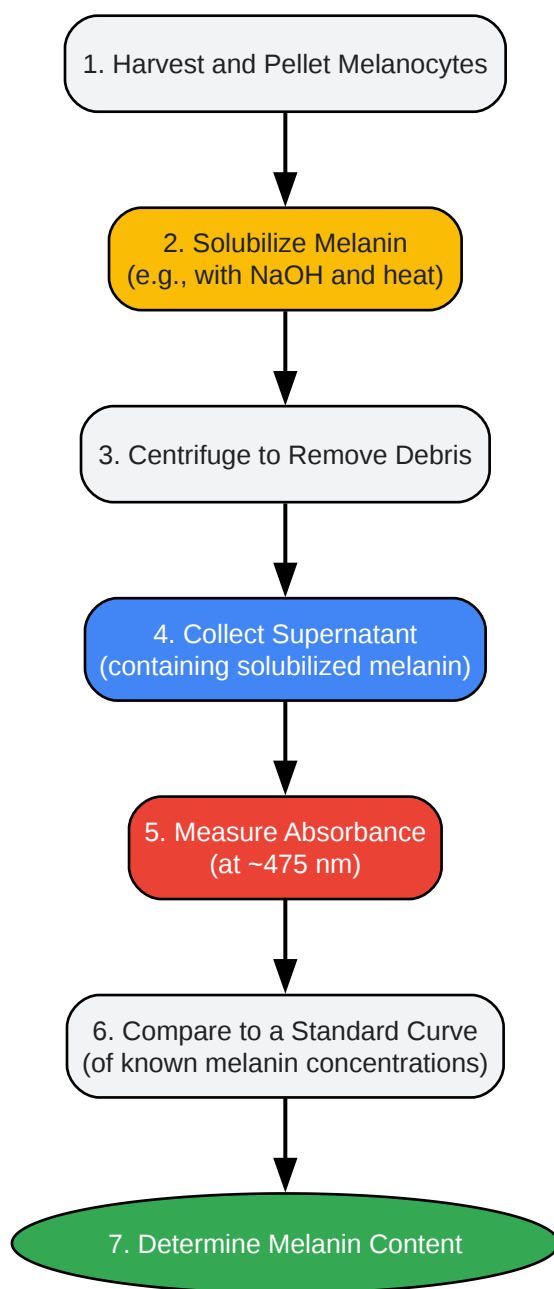 1. Harvest and Pellet Melanocytes
2. Solubilize Melanin
(e.g., with NaOH and heat)
3. Centrifuge to Remove Debris
4. Collect Supernatant
(containing solubilized melanin)
5. Measure Absorbance
(at ~475 nm)
6. Compare to a Standard Curve
(of known melanin concentrations)
7. Determine Melanin Content